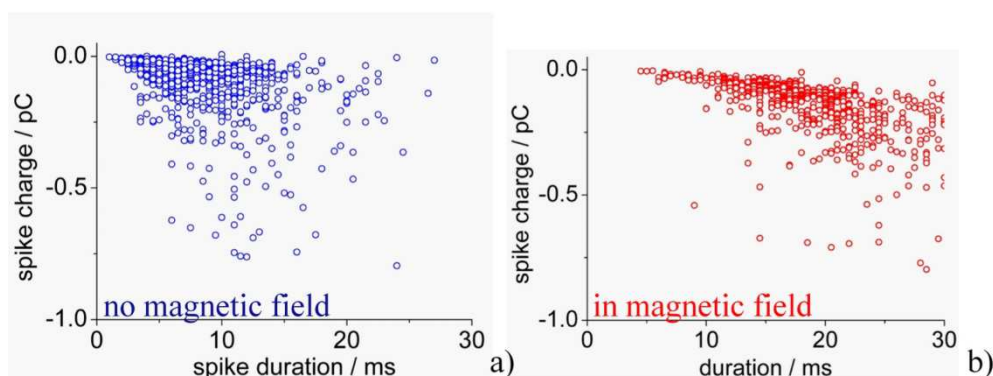 0.0
-0.5
-1.0
spike charge / pC
no magnetic field
0 10 20 30
spike duration / ms
a)
0.0
-0.5
-1.0
spike charge / pC
in magnetic field
0 10 20 30
duration / ms
b)